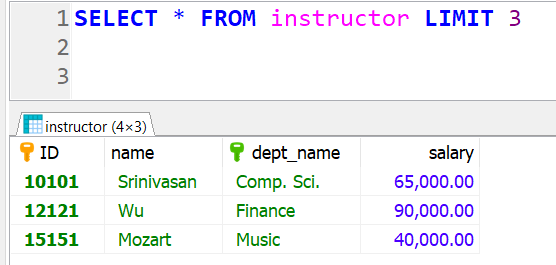 1 SELECT * FROM instructor LIMIT 3
2
3
instructor (4×3)
ID name dept_name salary
10101 Srinivasan Comp. Sci. 65,000.00
12121 Wu Finance 90,000.00
15151 Mozart Music 40,000.00